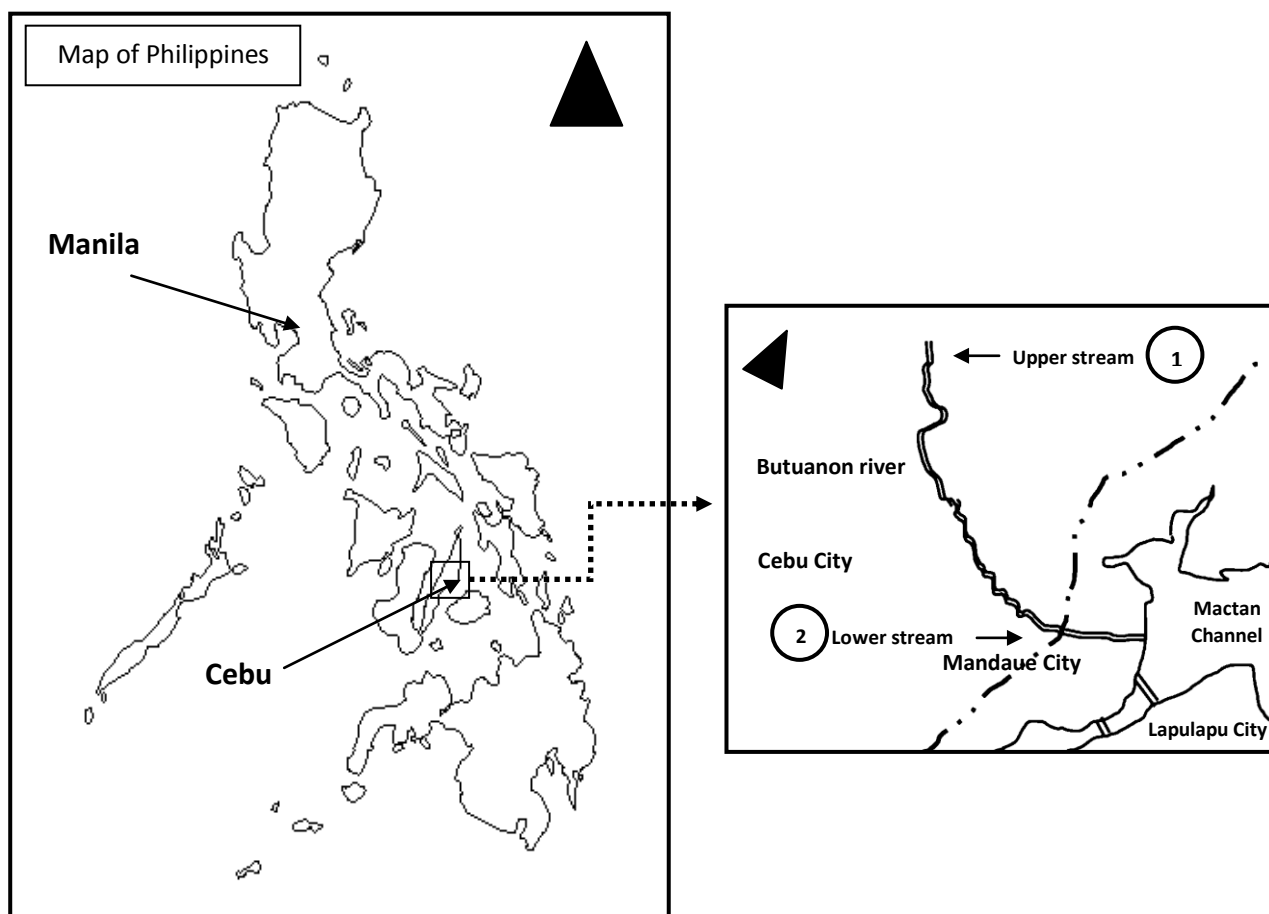 Map of Philippines
Manila
Cebu
Upper stream 1
Butuanon river
Cebu City
2 Lower stream
Mandaue City
Mactan
Channel
Lapulapu City